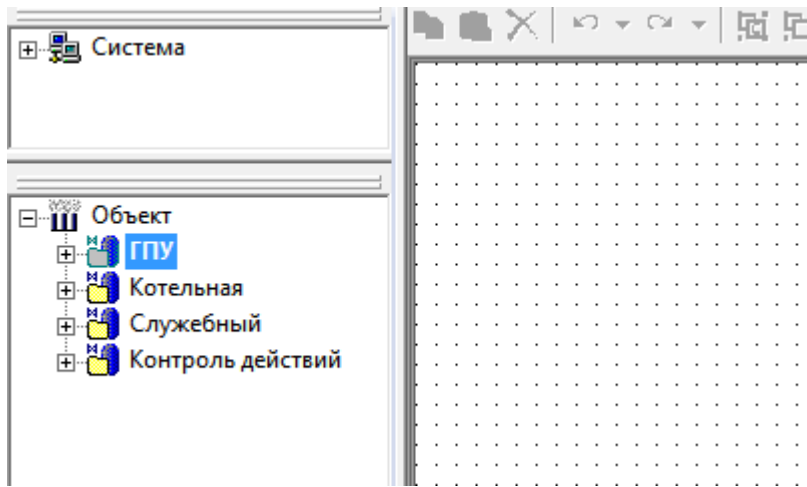 Система
Объект
ГПУ
Котельная
Служебный
Контроль действий